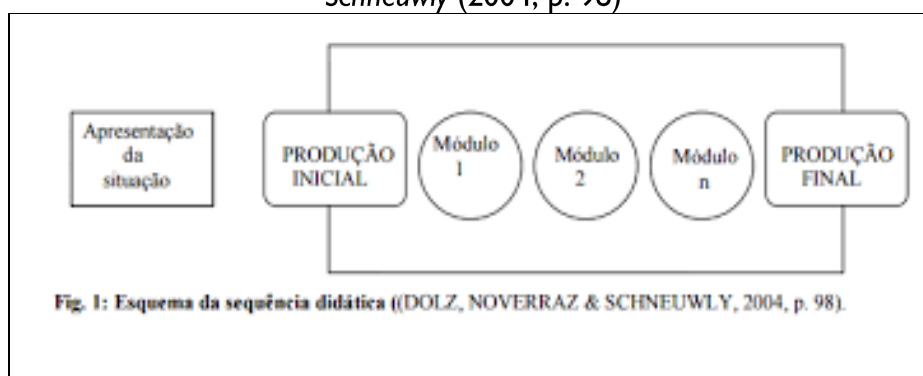 Schneuwly (2004, p. 98)
Apresentação
da
situação
PRODUÇÃO
INICIAL
Módulo
1
Módulo
2
Módulo
n
PRODUÇÃO
FINAL
Fig. 1: Esquema da sequência didática ((DOLZ, NOVERRAZ & SCHNEUWLY, 2004, p. 98).